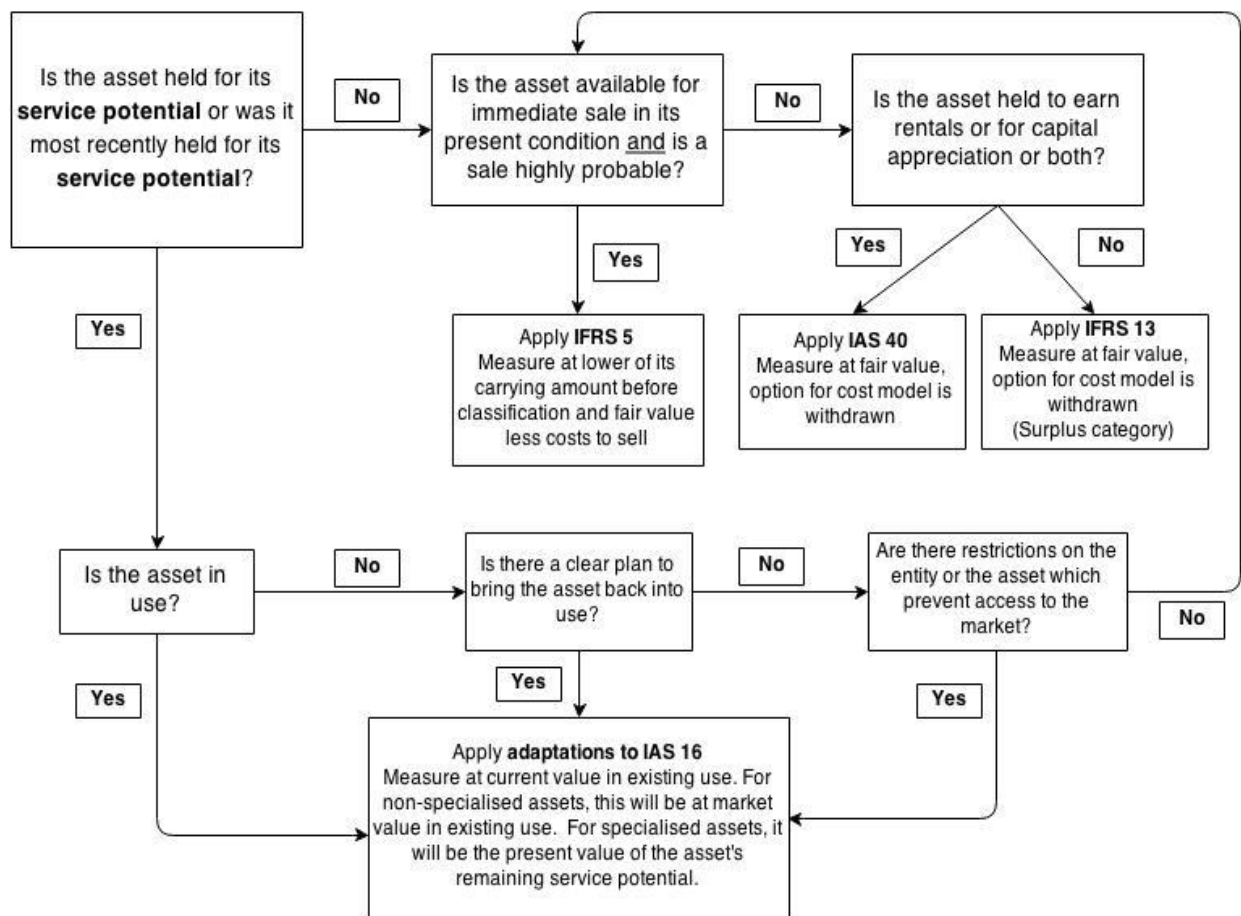 Is the asset held for its
service potential or was it
most recently held for its
service potential?
No
Is the asset available for
immediate sale in its
present condition and is a
sale highly probable?
No
Is the asset held to earn
rentals or for capital
appreciation or both?
Yes
Yes
No
Yes
Apply IFRS 5
Measure at lower of its
carrying amount before
classification and fair value
less costs to sell
Apply IAS 40
Measure at fair value,
option for cost model is
withdrawn
Apply IFRS 13
Measure at fair value,
option for cost model is
withdrawn
(Surplus category)
Is the asset in
use?
No
Is there a clear plan to
bring the asset back into
use?
No
Are there restrictions on the
entity or the asset which
prevent access to the
market?
No
Yes
Yes
Yes
Apply adaptations to IAS 16
Measure at current value in existing use. For
non-specialised assets, this will be at market
value in existing use. For specialised assets, it
will be the present value of the asset's
remaining service potential.